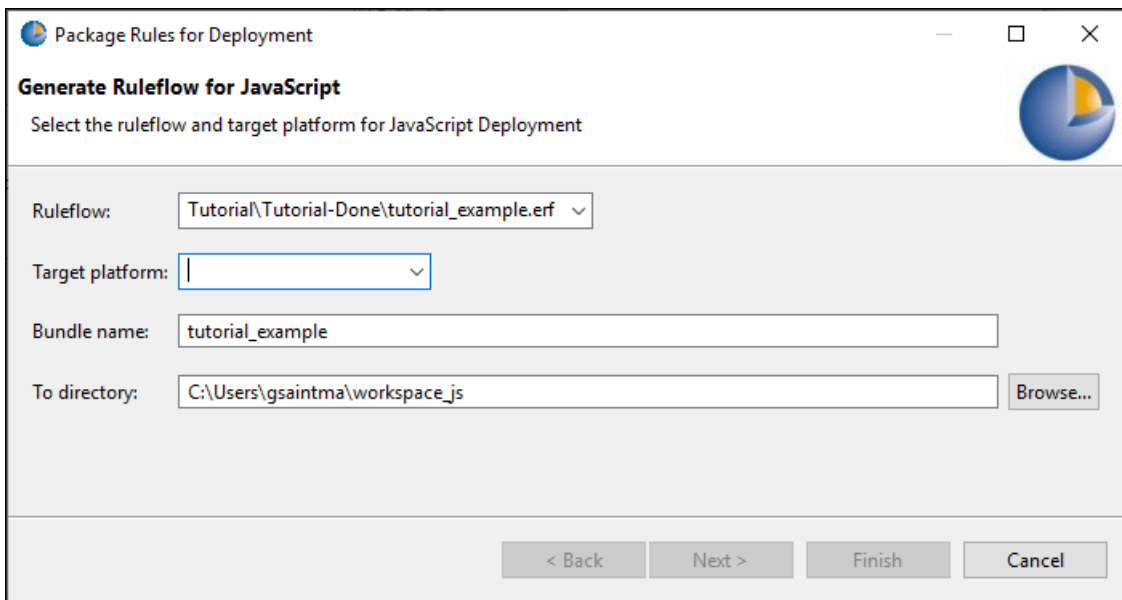 Package Rules for Deployment
Generate Ruleflow for JavaScript
Select the ruleflow and target platform for JavaScript Deployment
Ruleflow: Tutorial\Tutorial-Done\tutorial_example.erf
Target platform:
Bundle name: tutorial_example
To directory: C:\Users\gsaintma\workspace_js Browse...
< Back Next > Finish Cancel